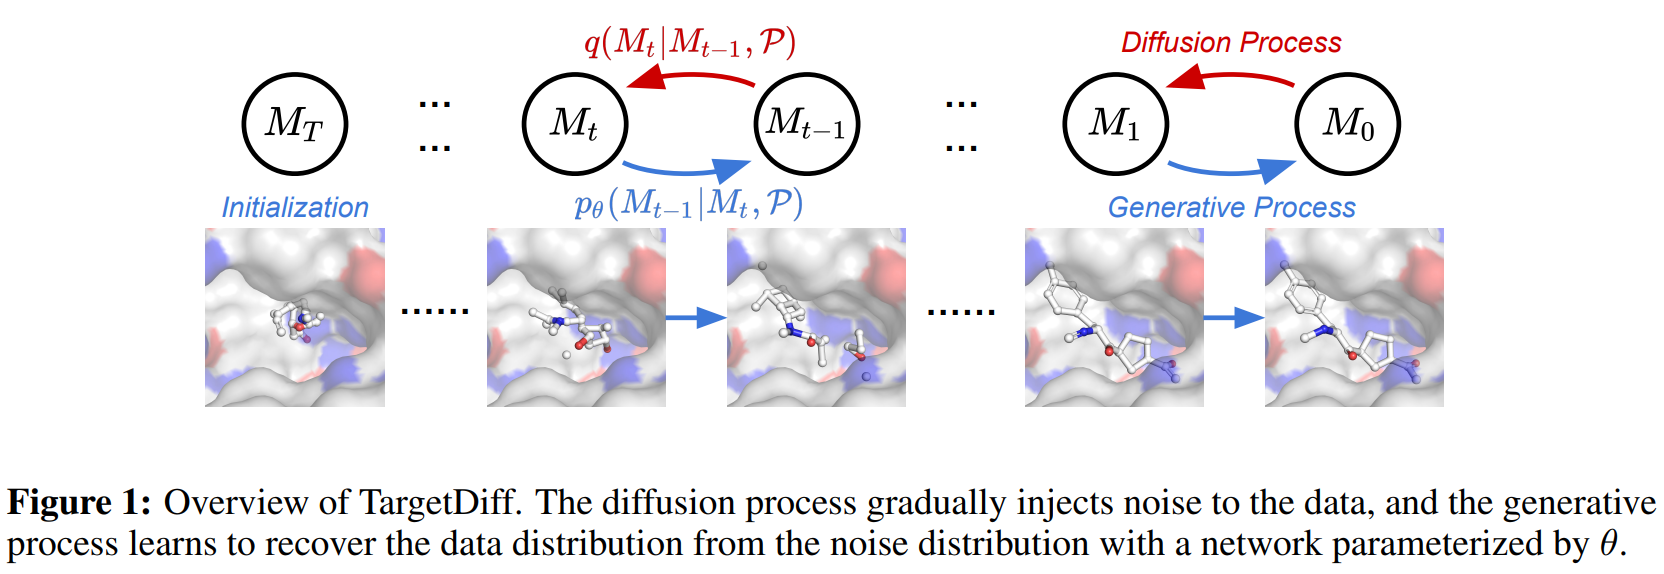 q(M_t|M_{t−1}, 𝒫)
Diffusion Process
M_T ... ... M_t M_{t−1} ... ... M_1 M_0
Initialization
p_θ(M_{t−1}|M_t, 𝒫)
Generative Process
...... ......
Figure 1: Overview of TargetDiff. The diffusion process gradually injects noise to the data, and the generative
process learns to recover the data distribution from the noise distribution with a network parameterized by θ.